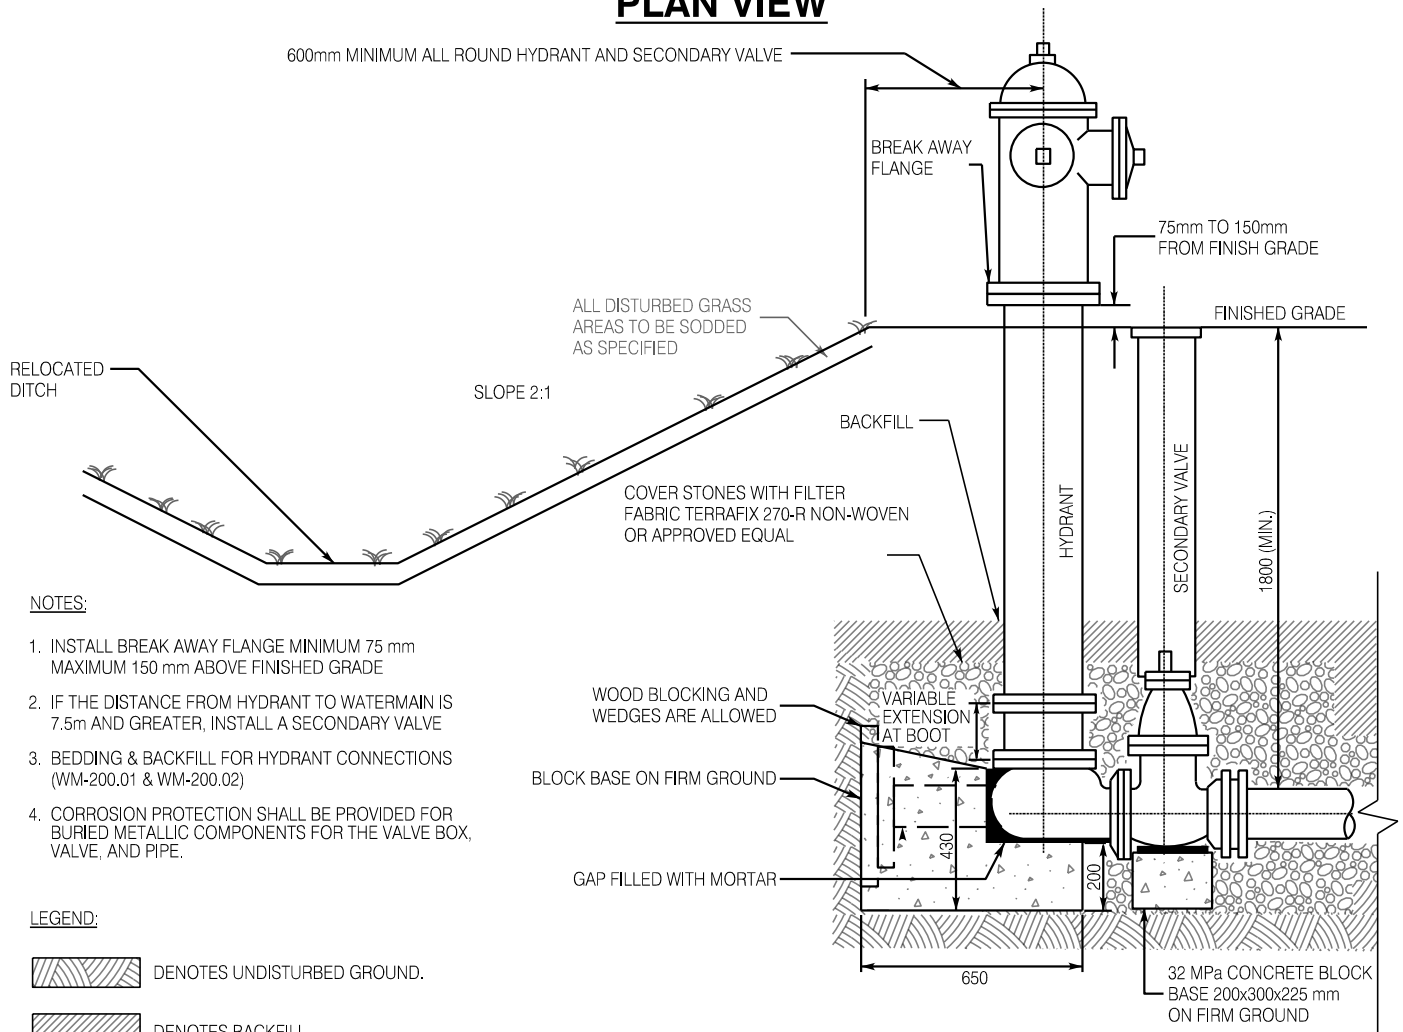 PLAN VIEW
600mm MINIMUM ALL ROUND HYDRANT AND SECONDARY VALVE
BREAK AWAY
FLANGE
75mm TO 150mm
FROM FINISH GRADE
ALL DISTURBED GRASS
AREAS TO BE SODDED
AS SPECIFIED
FINISHED GRADE
RELOCATED
DITCH
SLOPE 2:1
BACKFILL
COVER STONES WITH FILTER
FABRIC TERRAFIX 270-R NON-WOVEN
OR APPROVED EQUAL
HYDRANT
SECONDARY VALVE
1800 (MIN.)
NOTES:
1. INSTALL BREAK AWAY FLANGE MINIMUM 75 mm
MAXIMUM 150 mm ABOVE FINISHED GRADE
2. IF THE DISTANCE FROM HYDRANT TO WATERMAIN IS
7.5m AND GREATER, INSTALL A SECONDARY VALVE
3. BEDDING & BACKFILL FOR HYDRANT CONNECTIONS
(WM-200.01 & WM-200.02)
4. CORROSION PROTECTION SHALL BE PROVIDED FOR
BURIED METALLIC COMPONENTS FOR THE VALVE BOX,
VALVE, AND PIPE.
WOOD BLOCKING AND
WEDGES ARE ALLOWED
VARIABLE
EXTENSION
AT BOOT
BLOCK BASE ON FIRM GROUND
GAP FILLED WITH MORTAR
430
200
650
32 MPa CONCRETE BLOCK
BASE 200x300x225 mm
ON FIRM GROUND
LEGEND:
DENOTES UNDISTURBED GROUND.
DENOTES BACKFILL